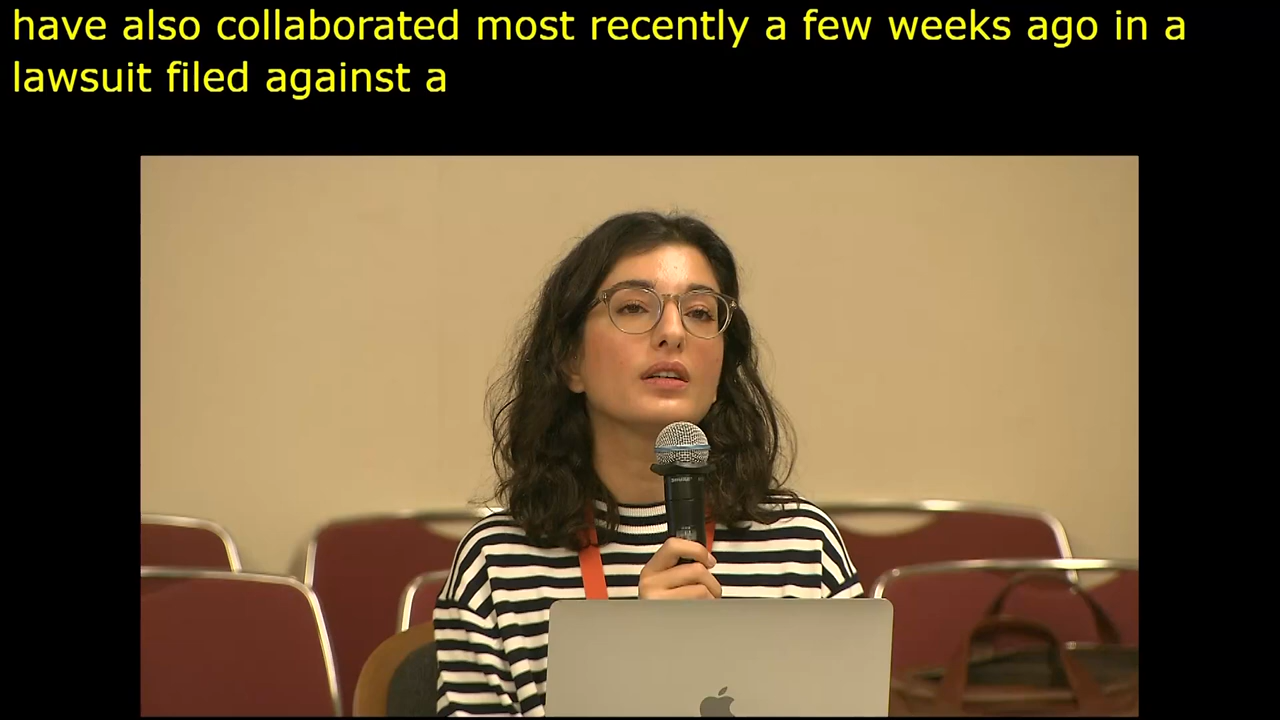 have also collaborated most recently a few weeks ago in a
lawsuit filed against a